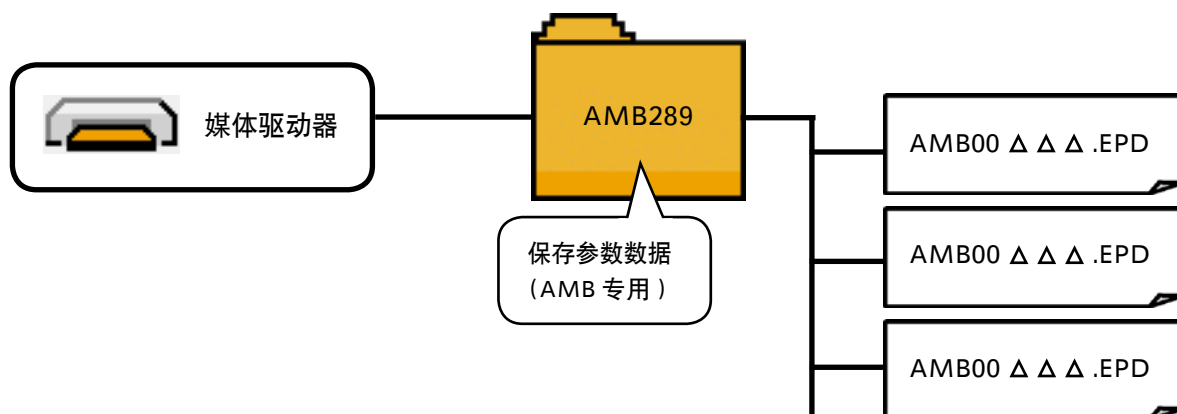 媒体驱动器
AMB289
保存参数数据
(AMB 专用 )
AMB00 Δ Δ Δ .EPD
AMB00 Δ Δ Δ .EPD
AMB00 Δ Δ Δ .EPD